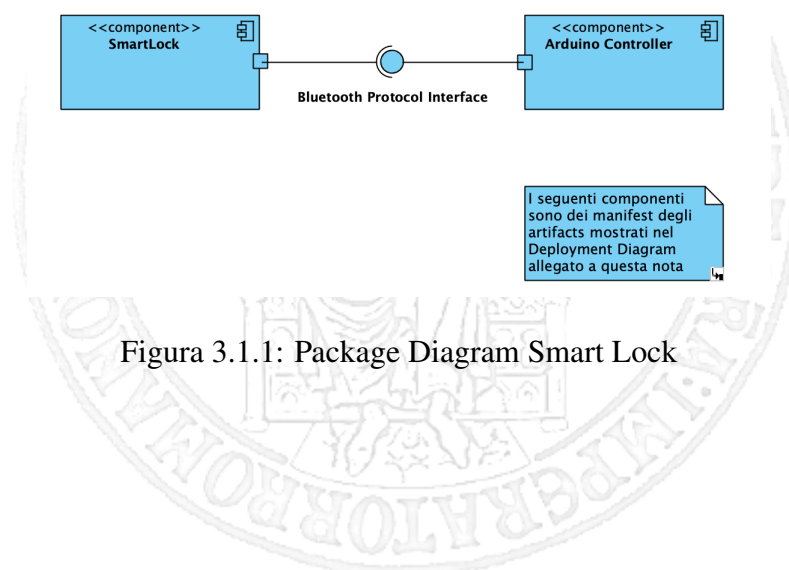 <<component>>
SmartLock
<<component>>
Arduino Controller
Bluetooth Protocol Interface
I seguenti componenti
sono dei manifest degli
artifacts mostrati nel
Deployment Diagram
allegato a questa nota
Figura 3.1.1: Package Diagram Smart Lock